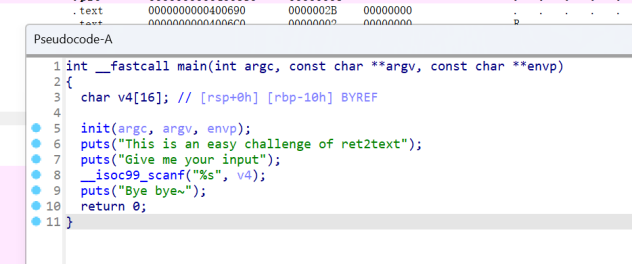 .text 0000000000400690 0000002B 00000000 . . . .
.text 00000000004006C0 00000002 00000000 R . . .
Pseudocode-A
1 int __fastcall main(int argc, const char **argv, const char **envp)
2 {
3 char v4[16]; // [rsp+0h] [rbp-10h] BYREF
4
5 init(argc, argv, envp);
6 puts("This is an easy challenge of ret2text");
7 puts("Give me your input");
8 __isoc99_scanf("%s", v4);
9 puts("Bye bye~");
10 return 0;
11 }